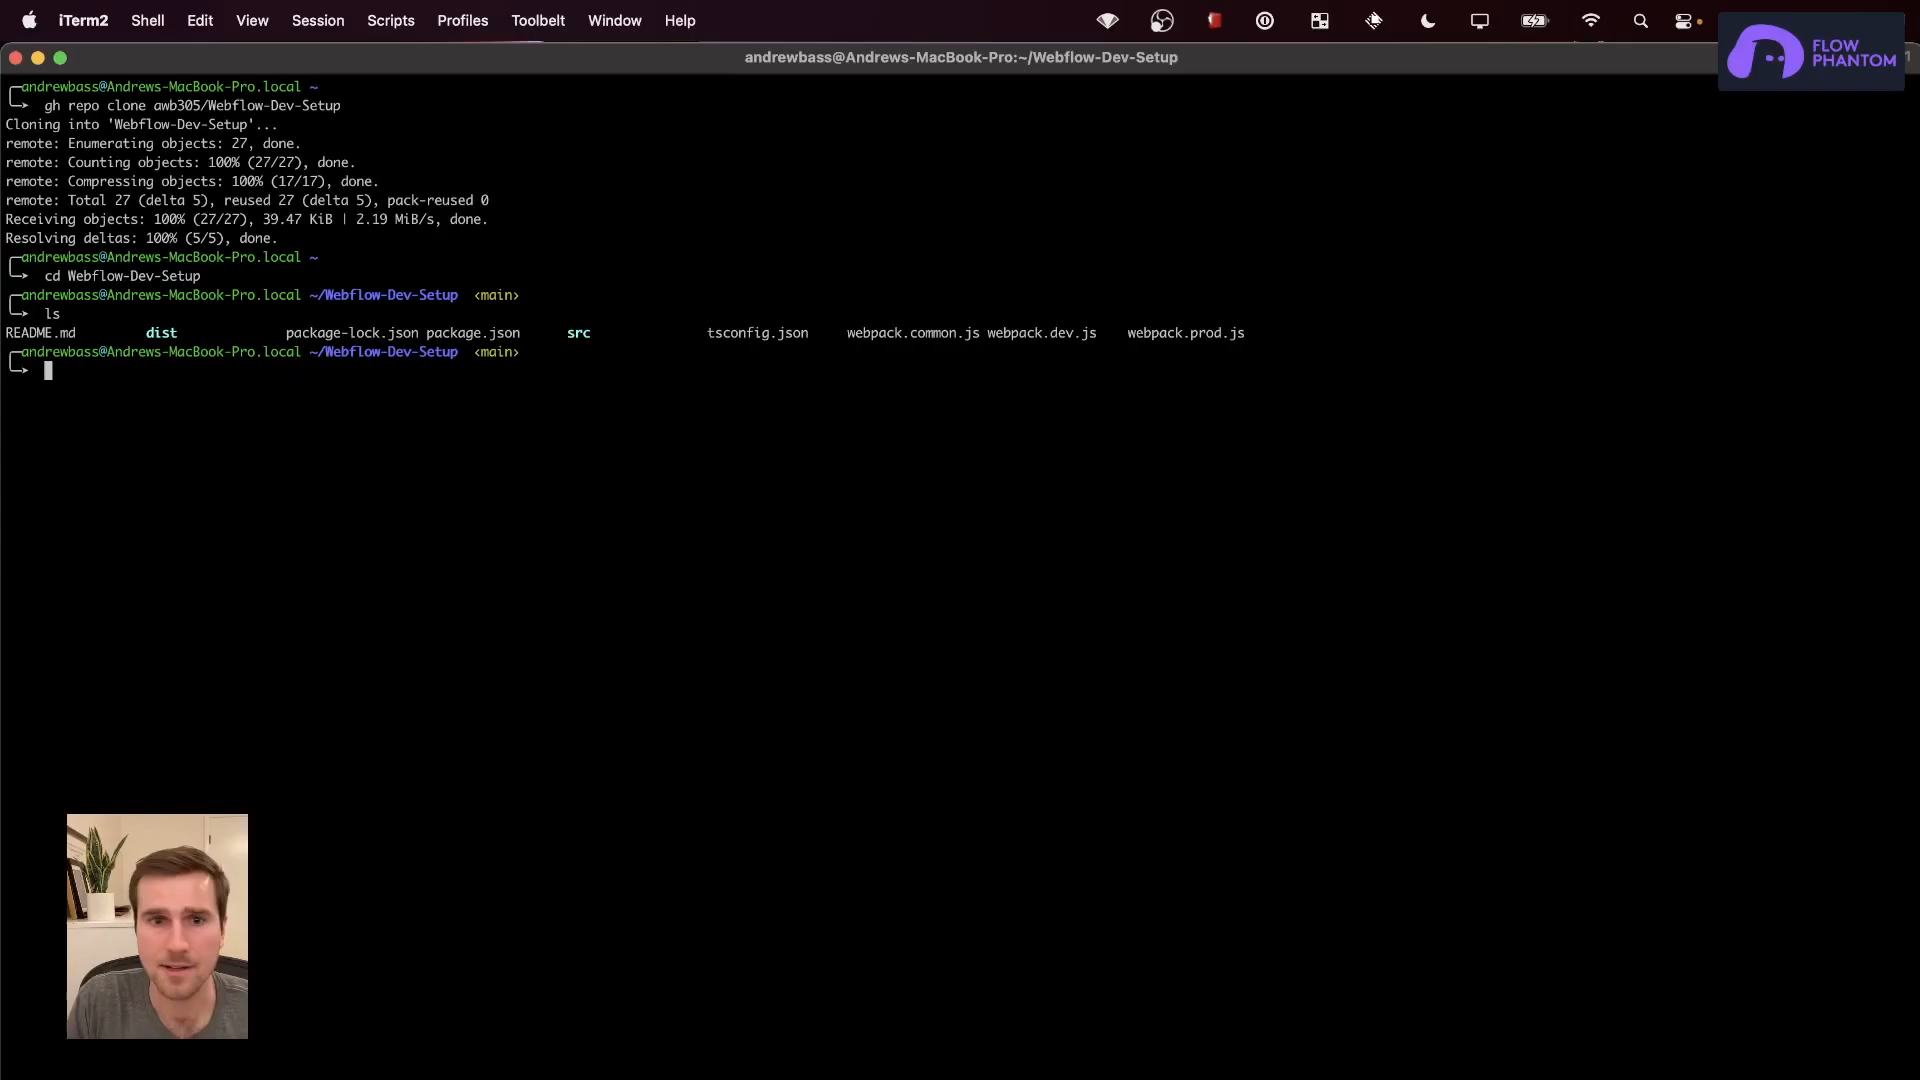 iTerm2 Shell Edit View Session Scripts Profiles Toolbelt Window Help
andrewbass@Andrews-MacBook-Pro:~/Webflow-Dev-Setup
FLOW
PHANTOM
andrewbass@Andrews-MacBook-Pro.local ~
gh repo clone awb305/Webflow-Dev-Setup
Cloning into 'Webflow-Dev-Setup'...
remote: Enumerating objects: 27, done.
remote: Counting objects: 100% (27/27), done.
remote: Compressing objects: 100% (17/17), done.
remote: Total 27 (delta 5), reused 27 (delta 5), pack-reused 0
Receiving objects: 100% (27/27), 39.47 KiB | 2.19 MiB/s, done.
Resolving deltas: 100% (5/5), done.
andrewbass@Andrews-MacBook-Pro.local ~
cd Webflow-Dev-Setup
andrewbass@Andrews-MacBook-Pro.local ~/Webflow-Dev-Setup ‹main›
ls
README.md dist package-lock.json package.json src tsconfig.json webpack.common.js webpack.dev.js webpack.prod.js
andrewbass@Andrews-MacBook-Pro.local ~/Webflow-Dev-Setup ‹main›